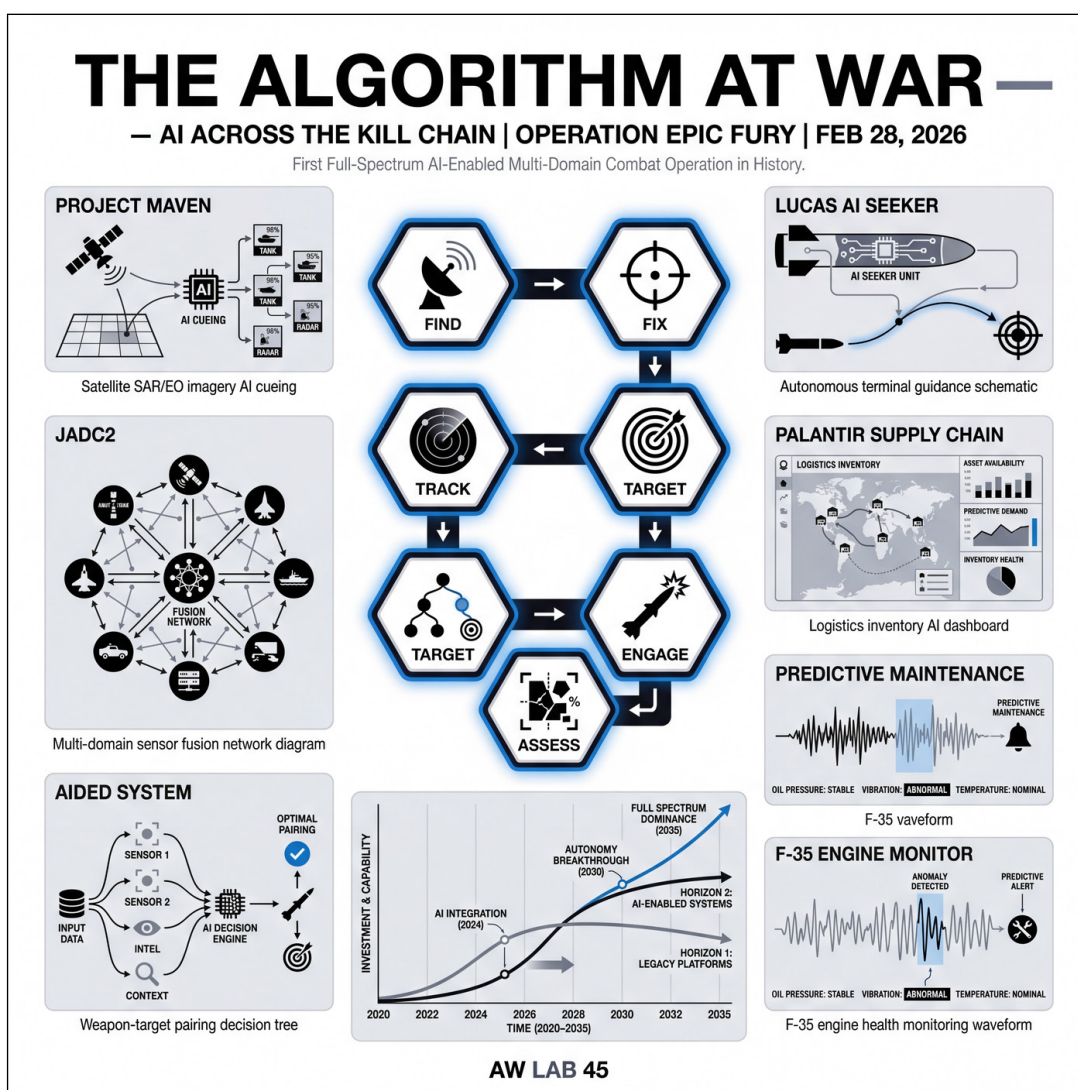 THE ALGORITHM AT WAR —
— AI ACROSS THE KILL CHAIN | OPERATION EPIC FURY | FEB 28, 2026
First Full-Spectrum AI-Enabled Multi-Domain Combat Operation in History.
PROJECT MAVEN
AI
AI CUEING
98%
TANK
95%
TANK
96%
TANK
95%
RADAR
98%
RAAAR
Satellite SAR/EO imagery AI cueing
JADC2
FUSION
NETWORK
Multi-domain sensor fusion network diagram
AIDED SYSTEM
INPUT
DATA
SENSOR 1
SENSOR 2
INTEL
CONTEXT
AI DECISION
ENGINE
OPTIMAL
PAIRING
Weapon-target pairing decision tree
FIND
FIX
TRACK
TARGET
TARGET
ENGAGE
%
ASSESS
INVESTMENT & CAPABILITY
AI INTEGRATION
(2024)
AUTONOMY
BREAKTHROUGH
(2030)
FULL SPECTRUM
DOMINANCE
(2035)
HORIZON 2:
AI-ENABLED SYSTEMS
HORIZON 1:
LEGACY PLATFORMS
2020 2022 2024 2026 2028 2030 2032 2035
TIME (2020–2035)
LUCAS AI SEEKER
AI SEEKER UNIT
Autonomous terminal guidance schematic
PALANTIR SUPPLY CHAIN
LOGISTICS INVENTORY
ASSET AVAILABILITY
PREDICTIVE DEMAND
INVENTORY HEALTH
Logistics inventory AI dashboard
PREDICTIVE MAINTENANCE
PREDICTIVE
MAINTENANCE
OIL PRESSURE: STABLE VIBRATION: ABNORMAL TEMPERATURE: NOMINAL
F-35 vaveform
F-35 ENGINE MONITOR
ANOMALY
DETECTED
PREDICTIVE
ALERT
OIL PRESSURE: STABLE VIBRATION: ABNORMAL TEMPERATURE: NOMINAL
F-35 engine health monitoring waveform
AW LAB 45